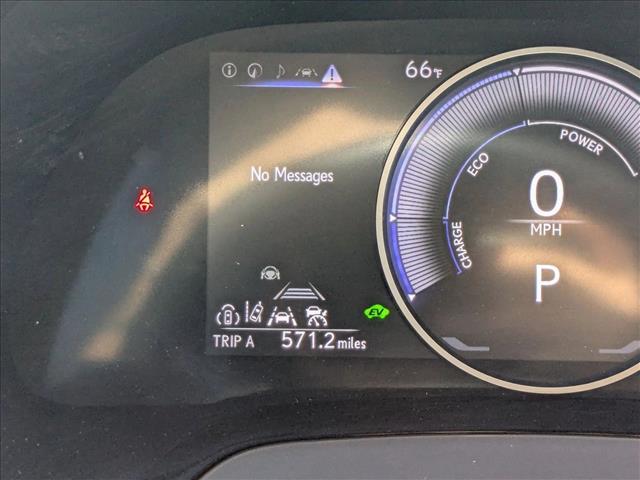 66°F
No Messages
ECO
POWER
CHARGE
0
MPH
P
EV
TRIP A 571.2 miles